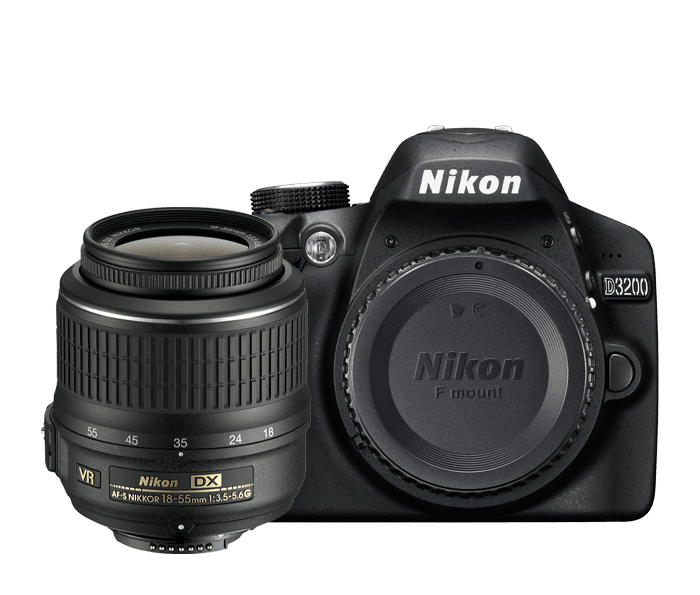 Nikon
D3200
Nikon
F mount
55 45 35 24 18
VR
Nikon DX
AF-S NIKKOR 18-55mm 1:3.5-5.6G